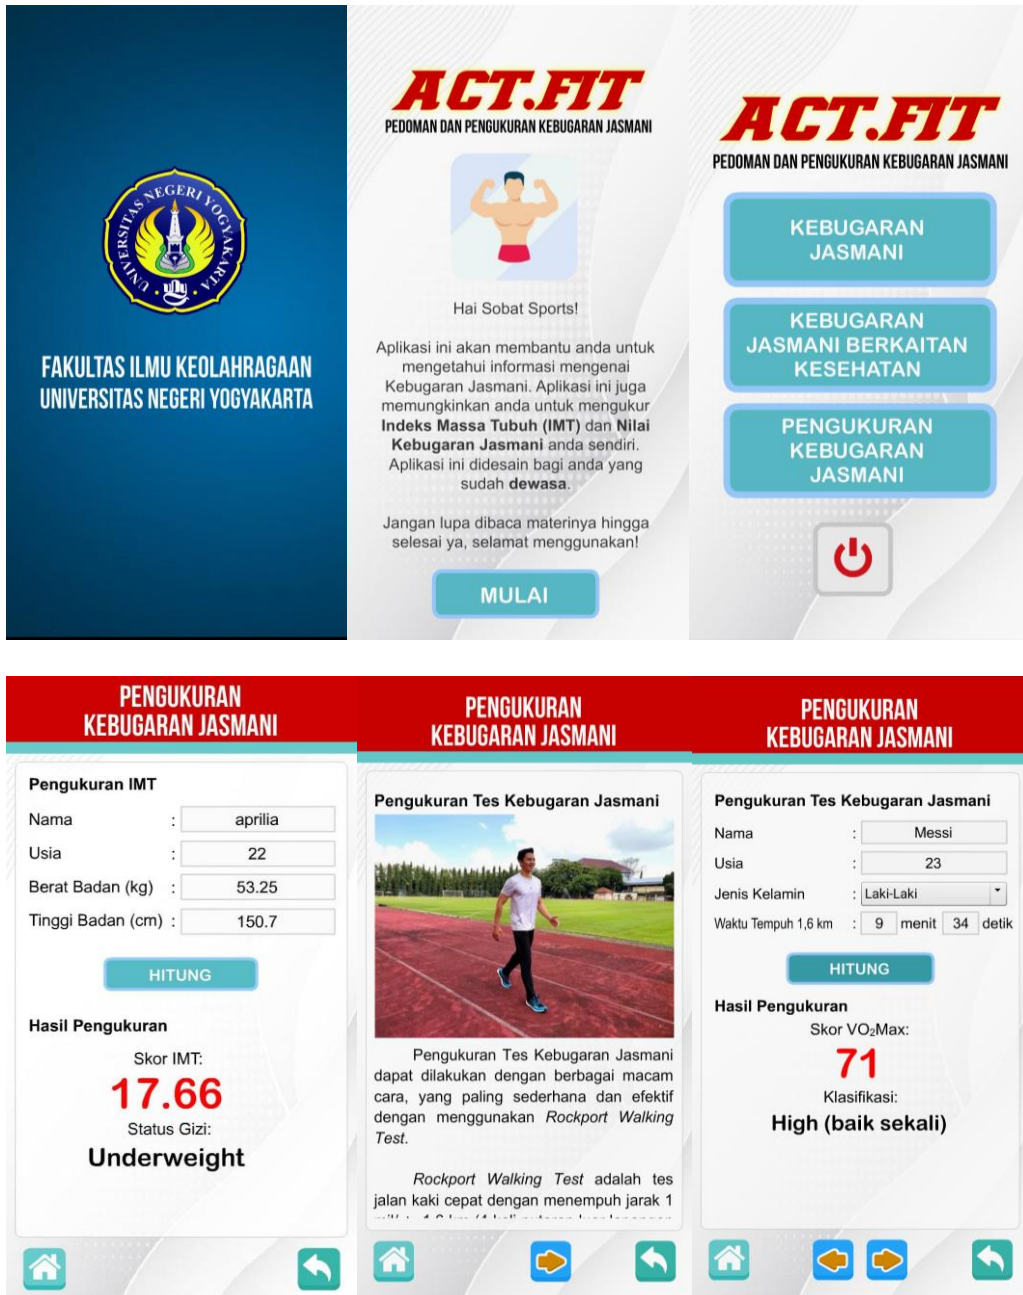 UNIVERSITAS NEGERI YOGYAKARTA
UNY
FAKULTAS ILMU KEOLAHRAGAAN
UNIVERSITAS NEGERI YOGYAKARTA
ACT.FIT
PEDOMAN DAN PENGUKURAN KEBUGARAN JASMANI
Hai Sobat Sports!
Aplikasi ini akan membantu anda untuk
mengetahui informasi mengenai
Kebugaran Jasmani. Aplikasi ini juga
memungkinkan anda untuk mengukur
Indeks Massa Tubuh (IMT) dan Nilai
Kebugaran Jasmani anda sendiri.
Aplikasi ini didesain bagi anda yang
sudah dewasa.
Jangan lupa dibaca materinya hingga
selesai ya, selamat menggunakan!
MULAI
ACT.FIT
PEDOMAN DAN PENGUKURAN KEBUGARAN JASMANI
KEBUGARAN
JASMANI
KEBUGARAN
JASMANI BERKAITAN
KESEHATAN
PENGUKURAN
KEBUGARAN
JASMANI
PENGUKURAN
KEBUGARAN JASMANI
Pengukuran IMT
Nama : aprilia
Usia : 22
Berat Badan (kg) : 53.25
Tinggi Badan (cm) : 150.7
HITUNG
Hasil Pengukuran
Skor IMT:
17.66
Status Gizi:
Underweight
PENGUKURAN
KEBUGARAN JASMANI
Pengukuran Tes Kebugaran Jasmani
Pengukuran Tes Kebugaran Jasmani
dapat dilakukan dengan berbagai macam
cara, yang paling sederhana dan efektif
dengan menggunakan Rockport Walking
Test.
Rockport Walking Test adalah tes
jalan kaki cepat dengan menempuh jarak 1
PENGUKURAN
KEBUGARAN JASMANI
Pengukuran Tes Kebugaran Jasmani
Nama : Messi
Usia : 23
Jenis Kelamin : Laki-Laki
Waktu Tempuh 1,6 km : 9 menit 34 detik
HITUNG
Hasil Pengukuran
Skor VO₂Max:
71
Klasifikasi:
High (baik sekali)